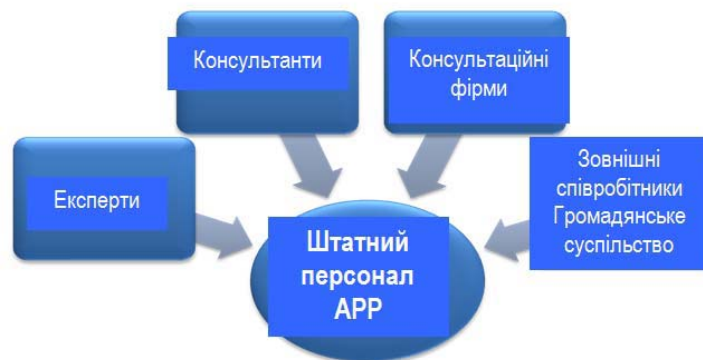 Консультанти
Консультаційні
фірми
Експерти
Зовнішні
співробітники
Громадянське
суспільство
Штатний
персонал
АРР